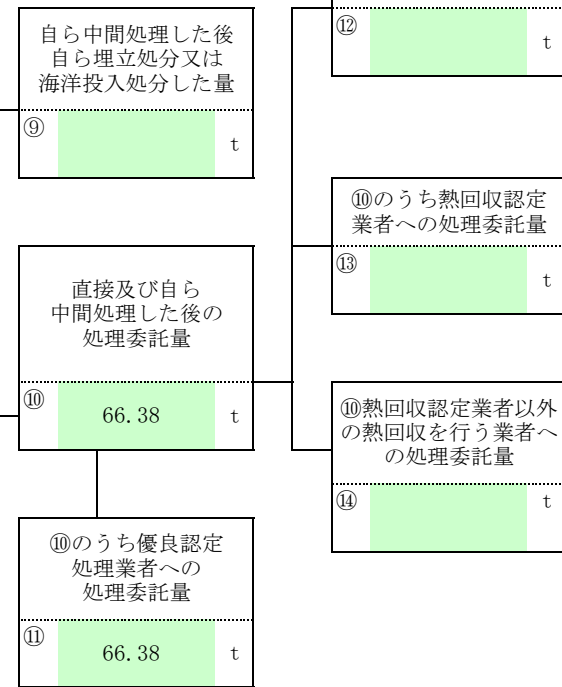 自ら中間処理した後
自ら埋立処分又は
海洋投入処分した量
⑨
t
直接及び自ら
中間処理した後の
処理委託量
⑩
66.38
t
⑩のうち優良認定
処理業者への
処理委託量
⑪
66.38
t
⑫
t
⑩のうち熱回収認定
業者への処理委託量
⑬
t
⑩熱回収認定業者以外
の熱回収を行う業者へ
の処理委託量
⑭
t